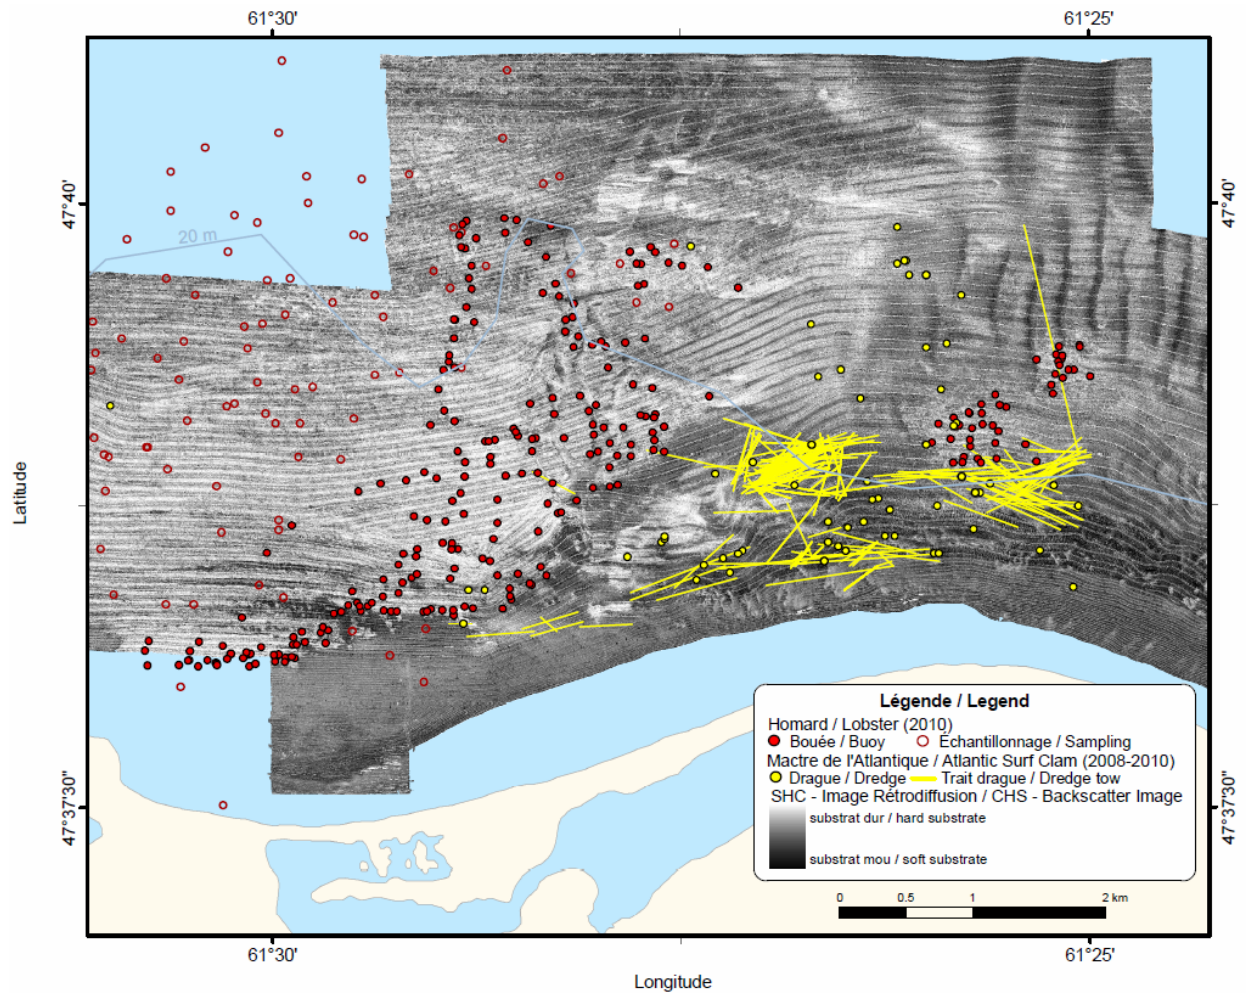 61°30'
61°25'
47°40'
47°40'
20 m
Latitude
Légende / Legend
Homard / Lobster (2010)
Bouée / Buoy
Échantillonnage / Sampling
Mactre de l'Atlantique / Atlantic Surf Clam (2008-2010)
Drague / Dredge
Trait drague / Dredge tow
SHC - Image Rétrodiffusion / CHS - Backscatter Image
substrat dur / hard substrate
substrat mou / soft substrate
47°37'30"
47°37'30"
0 0.5 1 2 km
61°30'
61°25'
Longitude